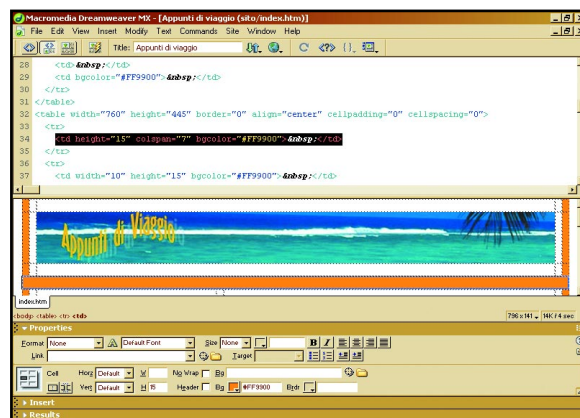 Macromedia Dreamweaver MX - [Appunti di viaggio (sito/index.htm)]
File Edit View Insert Modify Text Commands Site Window Help
Title: Appunti di viaggio
28 <td>&nbsp;</td>
29 <td bgcolor="#FF9900">&nbsp;</td>
30 </tr>
31 </table>
32 <table width="760" height="445" border="0" align="center" cellpadding="0" cellspacing="0">
33 <tr>
34 <td height="15" colspan="7" bgcolor="#FF9900">&nbsp;</td>
35 </tr>
36 <tr>
37 <td width="10" height="15" bgcolor="#FF9900">&nbsp;</td>
Appunti di Viaggio
index.htm
<body> <table> <tr> <td> 796 x 141 14K / 4 sec
Properties
Format None Default Font Size None B I
Link Target
Cell Horz Default W No Wrap Bg
Vert Default H 15 Header Bg #FF9900 Brdr
Insert
Results